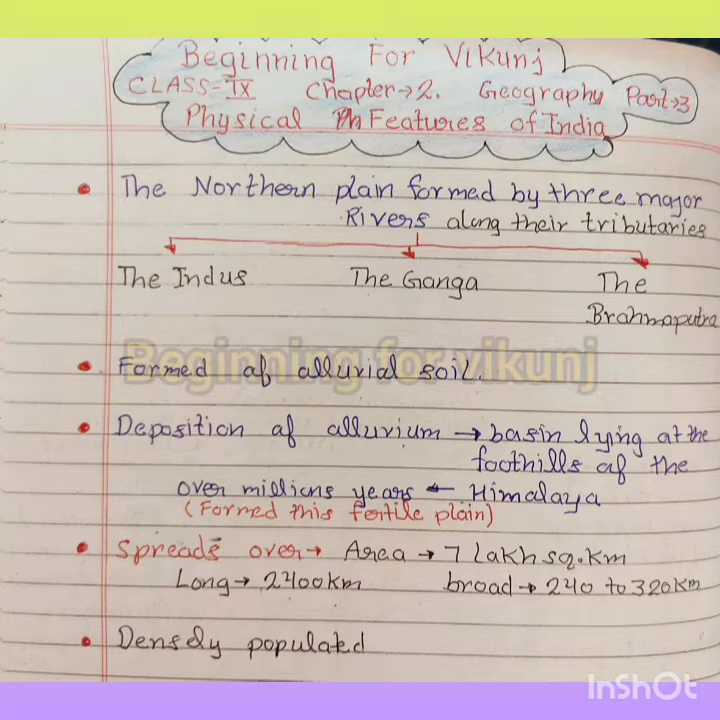 Beginning For Vikunj
CLASS-IX Chapter→2. Geography Part→3
Physical Ph Features of India
• The Northern plain formed by three major
Rivers along their tributaries
The Indus The Ganga The
Brahmaputra
Beginning for vikunj
• Formed of alluvial soil.
• Deposition of alluvium → basin lying at the
foothills of the
over millions years ← Himalaya
(Formed this fertile plain)
• Spreads over → Area → 7 lakh sq.km
Long → 2400km broad → 240 to 320km
• Densely populated
InShOt